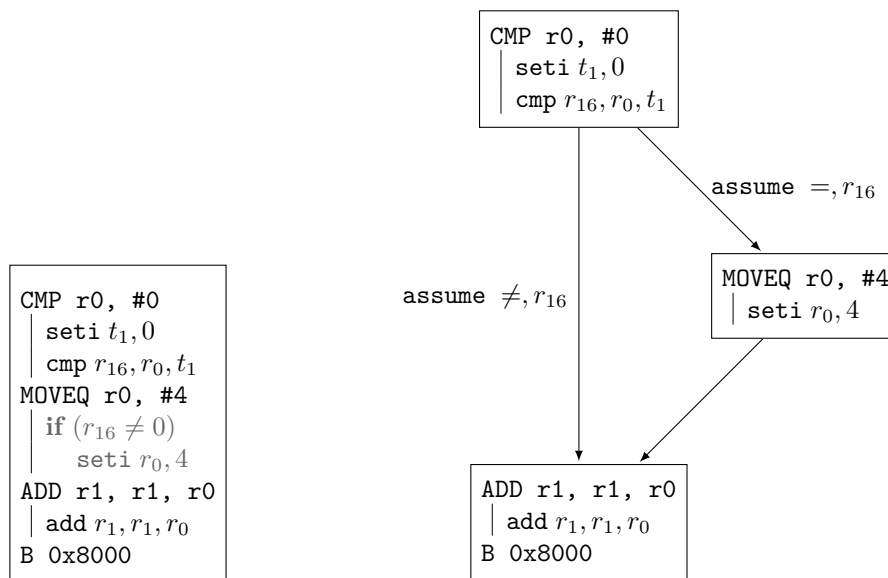 CMP r0, #0
seti t₁, 0
cmp r₁₆, r₀, t₁
MOVEQ r0, #4
if (r₁₆ ≠ 0)
seti r₀, 4
ADD r1, r1, r0
add r₁, r₁, r₀
B 0x8000
CMP r0, #0
seti t₁, 0
cmp r₁₆, r₀, t₁
assume =, r₁₆
assume ≠, r₁₆
MOVEQ r0, #4
seti r₀, 4
ADD r1, r1, r0
add r₁, r₁, r₀
B 0x8000